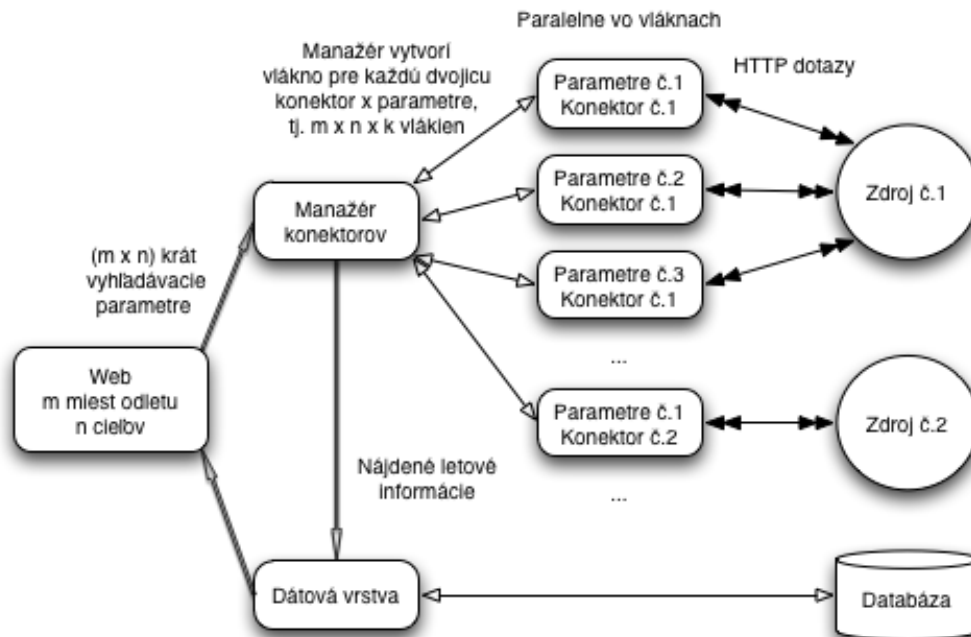 Paralelne vo vláknach
Manažér vytvorí
vlákno pre každú dvojicu
konektor x parametre,
tj. m x n x k vlákien
HTTP dotazy
Parametre č.1
Konektor č.1
Parametre č.2
Konektor č.1
Zdroj č.1
Manažér
konektorov
(m x n) krát
vyhľadávacie
parametre
Parametre č.3
Konektor č.1
...
Web
m miest odletu
n cieľov
Parametre č.1
Konektor č.2
Zdroj č.2
Nájdené letové
informácie
...
Dátová vrstva
Databáza